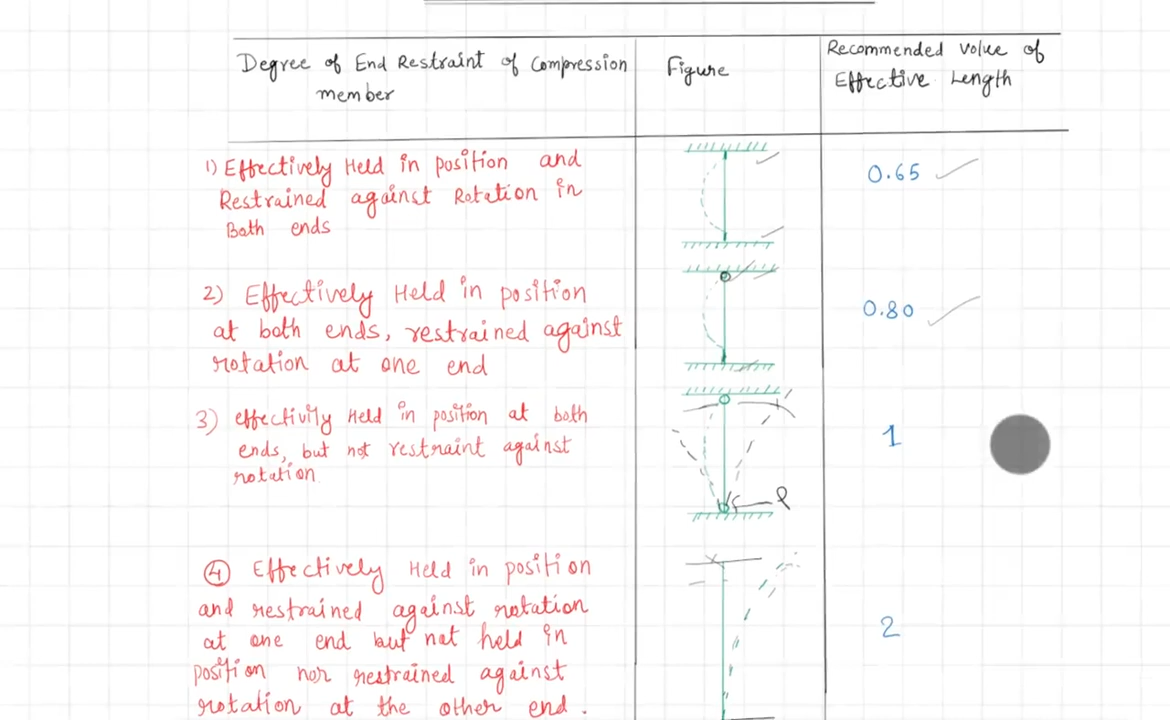 Degree of End Restraint of Compression
member
Figure
Recommended Value of
Effective Length
1) Effectively Held in position and
Restrained against Rotation in
Both ends
0.65
2) Effectively Held in position
at both ends, restrained against
rotation at one end
0.80
3) effectivily Held in position at both
ends, but not restraint against
rotation
1
④ Effectively Held in position
and restrained against rotation
at one end but not held in
position nor restrained against
rotation at the other end.
2